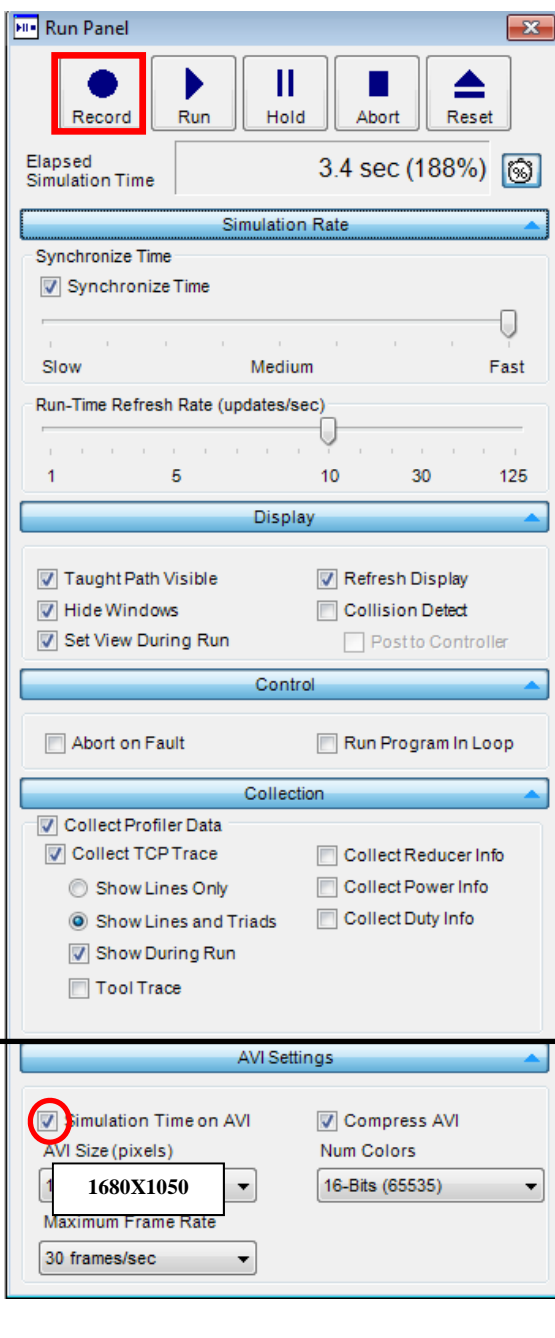 Run Panel
Record Run Hold Abort Reset
Elapsed
Simulation Time
3.4 sec (188%)
Simulation Rate
Synchronize Time
Synchronize Time
Slow Medium Fast
Run-Time Refresh Rate (updates/sec)
1 5 10 30 125
Display
Taught Path Visible Refresh Display
Hide Windows Collision Detect
Set View During Run Post to Controller
Control
Abort on Fault Run Program In Loop
Collection
Collect Profiler Data
Collect TCP Trace Collect Reducer Info
Show Lines Only Collect Power Info
Show Lines and Triads Collect Duty Info
Show During Run
Tool Trace
AVI Settings
Simulation Time on AVI Compress AVI
AVI Size (pixels) Num Colors
1680X1050 16-Bits (65535)
Maximum Frame Rate
30 frames/sec